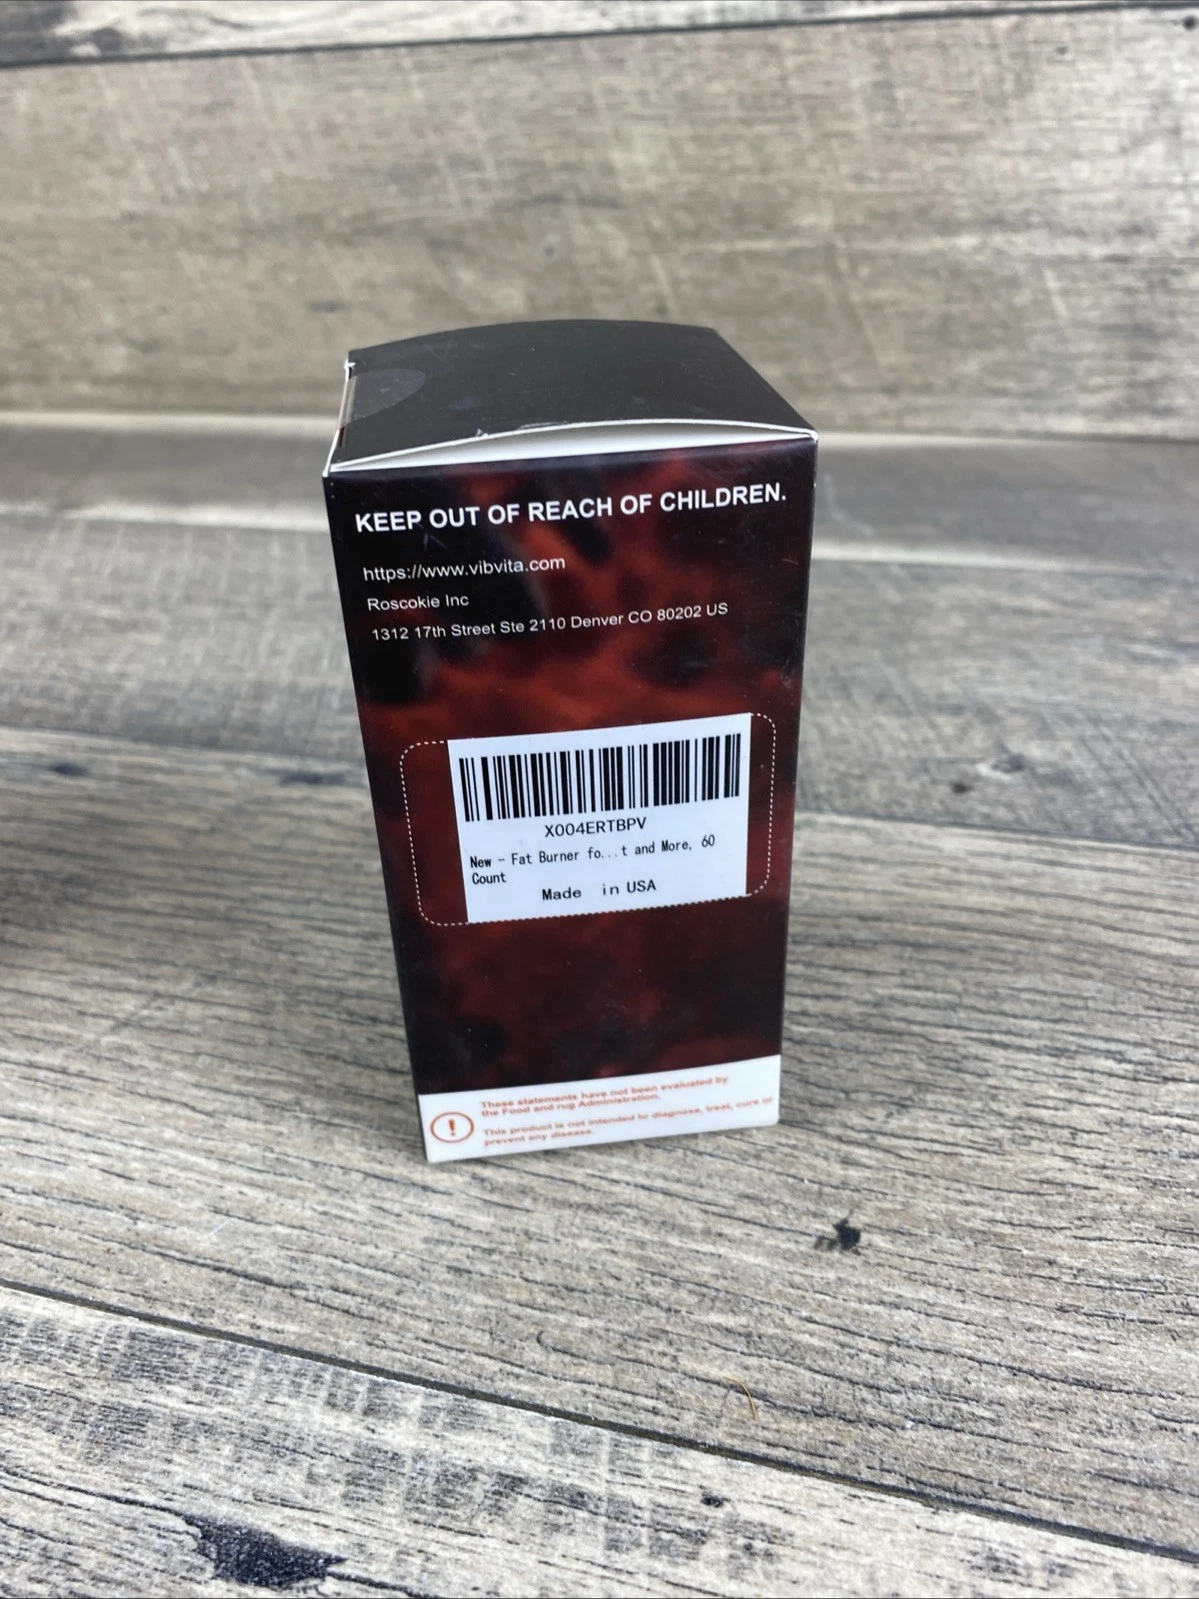 KEEP OUT OF REACH OF CHILDREN.
https://www.vibvita.com
Roscokie Inc
1312 17th Street Ste 2110 Denver CO 80202 US
X004ERTBPV
New - Fat Burner fo...t and More, 60
Count
Made in USA
These statements have not been evaluated by
the Food and rug Administration.
This product is not intended to diagnose, treat, cure or
prevent any disease.